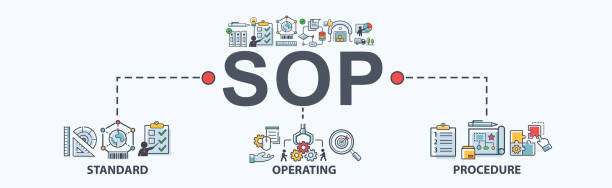 SOP
STANDARD
OPERATING
PROCEDURE